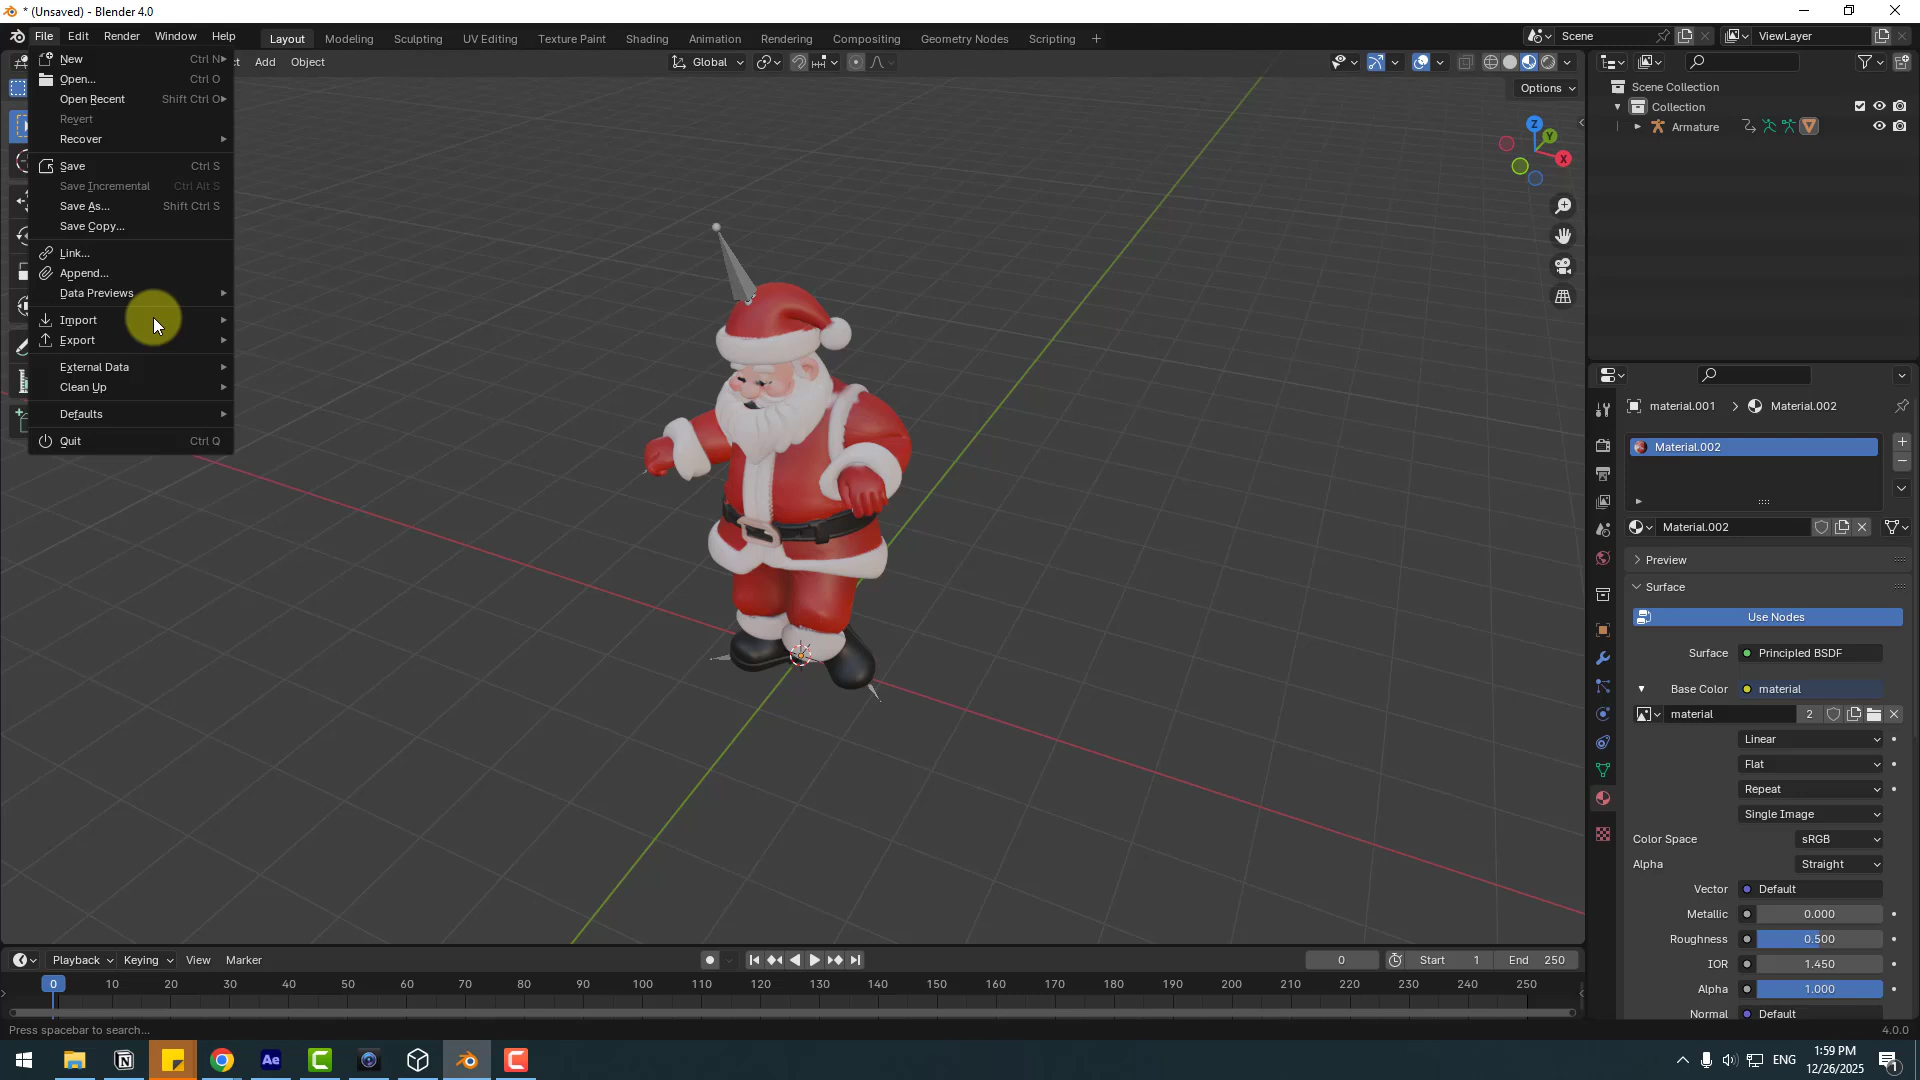 * (Unsaved) - Blender 4.0
File Edit Render Window Help
Layout Modeling Sculpting UV Editing Texture Paint Shading Animation Rendering Compositing Geometry Nodes Scripting +
Scene
ViewLayer
New Ctrl N
Open... Ctrl O
Open Recent Shift Ctrl O
Revert
Recover
Save Ctrl S
Save Incremental Ctrl Alt S
Save As... Shift Ctrl S
Save Copy...
Link...
Append...
Data Previews
Import
Export
External Data
Clean Up
Defaults
Quit Ctrl Q
Add Object
Global
Options
Z
Y
X
Scene Collection
Collection
Armature
material.001 > Material.002
Material.002
Material.002
Preview
Surface
Use Nodes
Surface Principled BSDF
Base Color material
material 2
Linear
Flat
Repeat
Single Image
Color Space sRGB
Alpha Straight
Vector Default
Metallic 0.000
Roughness 0.500
IOR 1.450
Alpha 1.000
Normal Default
Playback Keying View Marker
0 Start 1 End 250
0 10 20 30 40 50 60 70 80 90 100 110 120 130 140 150 160 170 180 190 200 210 220 230 240 250
Press spacebar to search...
4.0.0
Ae
ENG
1:59 PM
12/26/2025
1